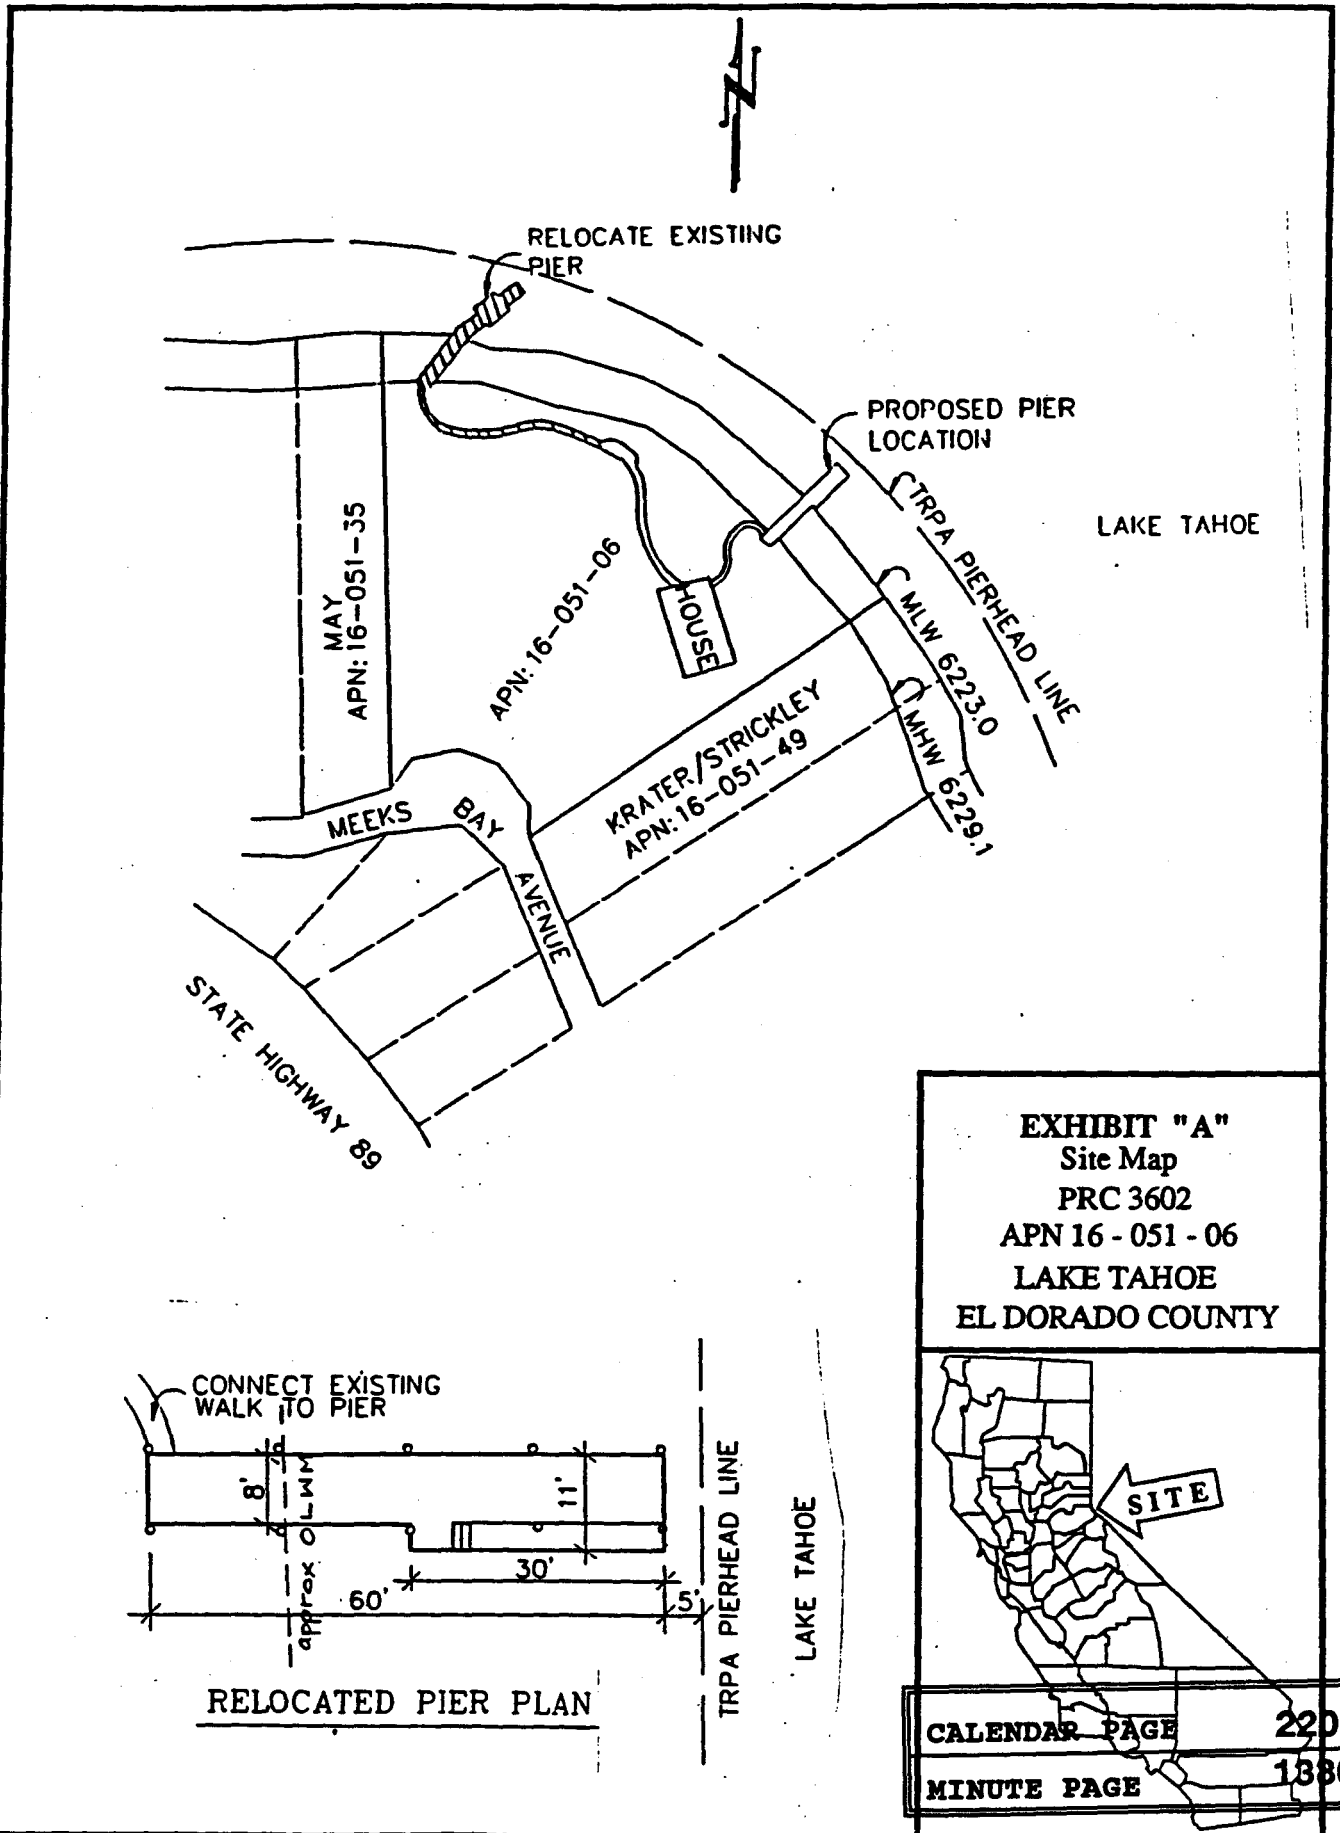 RELOCATE EXISTING
PIER
PROPOSED PIER
LOCATION
TRPA PIERHEAD LINE
LAKE TAHOE
MLW 6223.0
MHW 6229.1
MAY
APN: 16-051-35
APN: 16-051-06
HOUSE
KRATER/STRICKLEY
APN: 16-051-49
MEEKS BAY AVENUE
STATE HIGHWAY 89
EXHIBIT "A"
Site Map
PRC 3602
APN 16 - 051 - 06
LAKE TAHOE
EL DORADO COUNTY
SITE
CONNECT EXISTING
WALK TO PIER
8'
approx OLWM
11'
30'
60'
5'
TRPA PIERHEAD LINE
LAKE TAHOE
RELOCATED PIER PLAN
CALENDAR PAGE 220
MINUTE PAGE 138